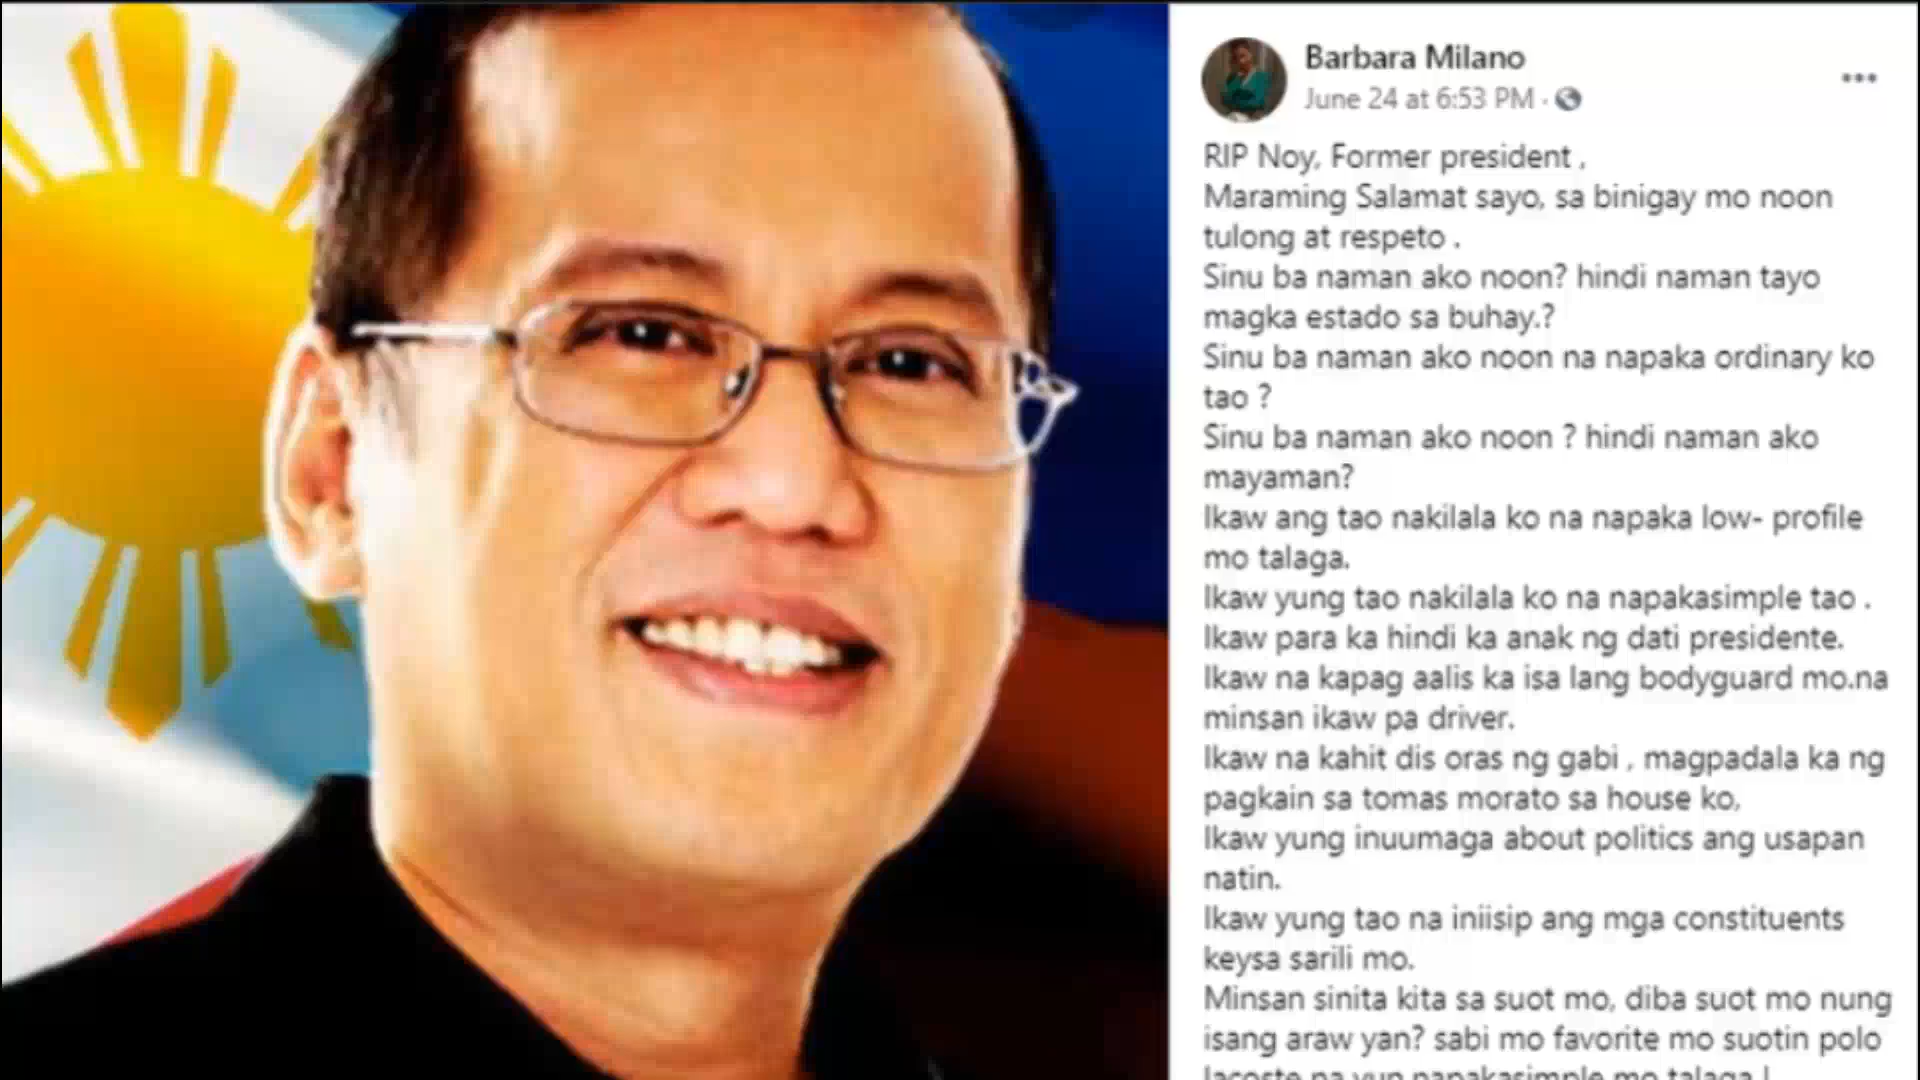 Barbara Milano
June 24 at 6:53 PM ·
RIP Noy, Former president .
Maraming Salamat sayo, sa binigay mo noon
tulong at respeto .
Sinu ba naman ako noon? hindi naman tayo
magka estado sa buhay.?
Sinu ba naman ako noon na napaka ordinary ko
tao ?
Sinu ba naman ako noon ? hindi naman ako
mayaman?
Ikaw ang tao nakilala ko na napaka low- profile
mo talaga.
Ikaw yung tao nakilala ko na napakasimple tao .
Ikaw para ka hindi ka anak ng dati presidente.
Ikaw na kapag aalis ka isa lang bodyguard mo.na
minsan ikaw pa driver.
Ikaw na kahit dis oras ng gabi , magpadala ka ng
pagkain sa tomas morato sa house ko,
Ikaw yung inuumaga about politics ang usapan
natin.
Ikaw yung tao na iniisip ang mga constituents
keysa sarili mo.
Minsan sinita kita sa suot mo, diba suot mo nung
isang araw yan? sabi mo favorite mo suotin polo
lacoste na yun napakasimple mo talaga !